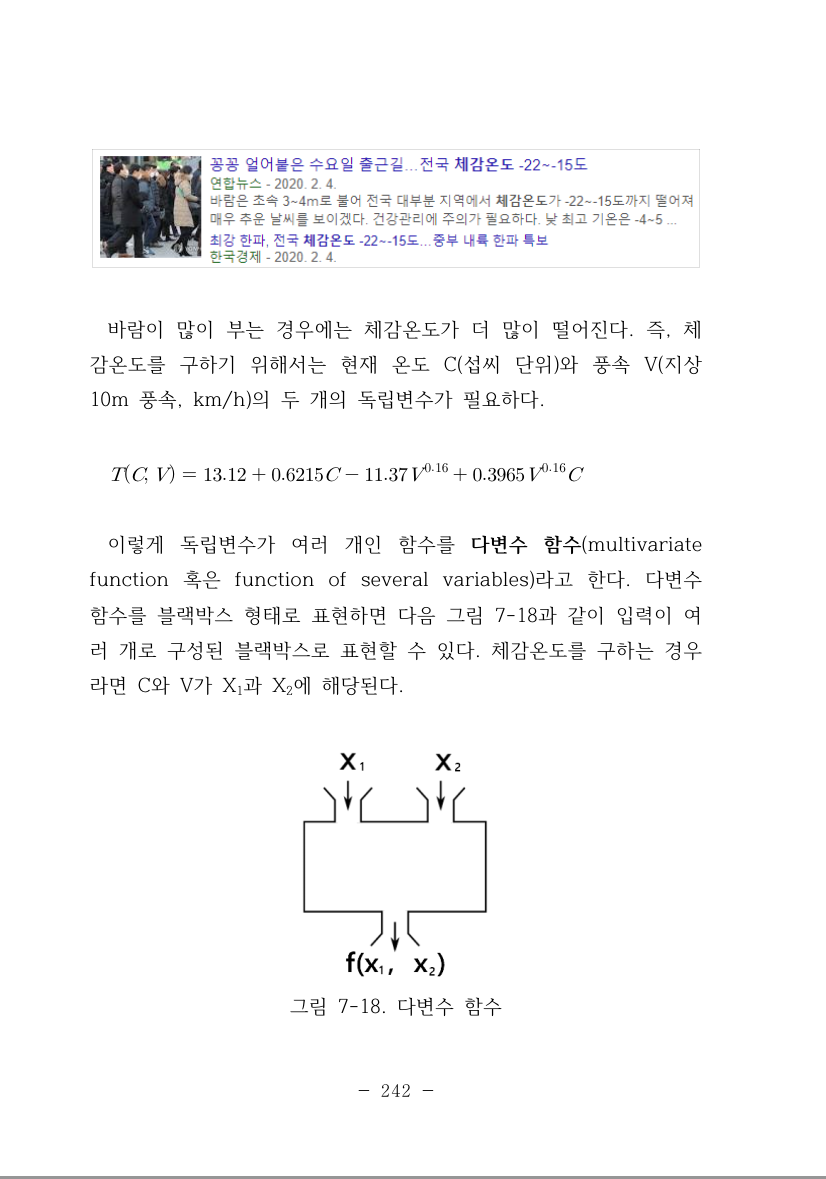 꽁꽁 얼어붙은 수요일 출근길...전국 체감온도 -22~-15도
연합뉴스 - 2020. 2. 4.
바람은 초속 3~4m로 불어 전국 대부분 지역에서 체감온도가 -22~-15도까지 떨어져
매우 추운 날씨를 보이겠다. 건강관리에 주의가 필요하다. 낮 최고 기온은 -4~5 ...
최강 한파, 전국 체감온도 -22~-15도...중부 내륙 한파 특보
한국경제 - 2020. 2. 4.
바람이 많이 부는 경우에는 체감온도가 더 많이 떨어진다. 즉, 체
감온도를 구하기 위해서는 현재 온도 C(섭씨 단위)와 풍속 V(지상
10m 풍속, km/h)의 두 개의 독립변수가 필요하다.
T(C, V) = 13.12 + 0.6215C − 11.37V^0.16 + 0.3965V^0.16 C
이렇게 독립변수가 여러 개인 함수를 다변수 함수(multivariate
function 혹은 function of several variables)라고 한다. 다변수
함수를 블랙박스 형태로 표현하면 다음 그림 7-18과 같이 입력이 여
러 개로 구성된 블랙박스로 표현할 수 있다. 체감온도를 구하는 경우
라면 C와 V가 X₁과 X₂에 해당된다.
X₁ X₂
f(x₁, x₂)
그림 7-18. 다변수 함수
- 242 -